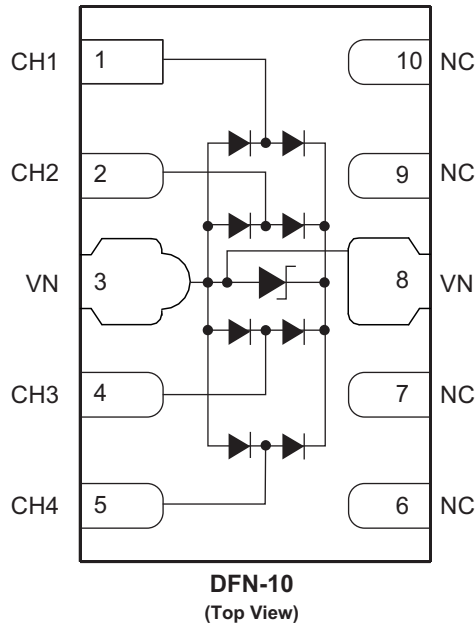 CH1 1 10 NC
CH2 2 9 NC
VN 3 8 VN
CH3 4 7 NC
CH4 5 6 NC
DFN-10
(Top View)